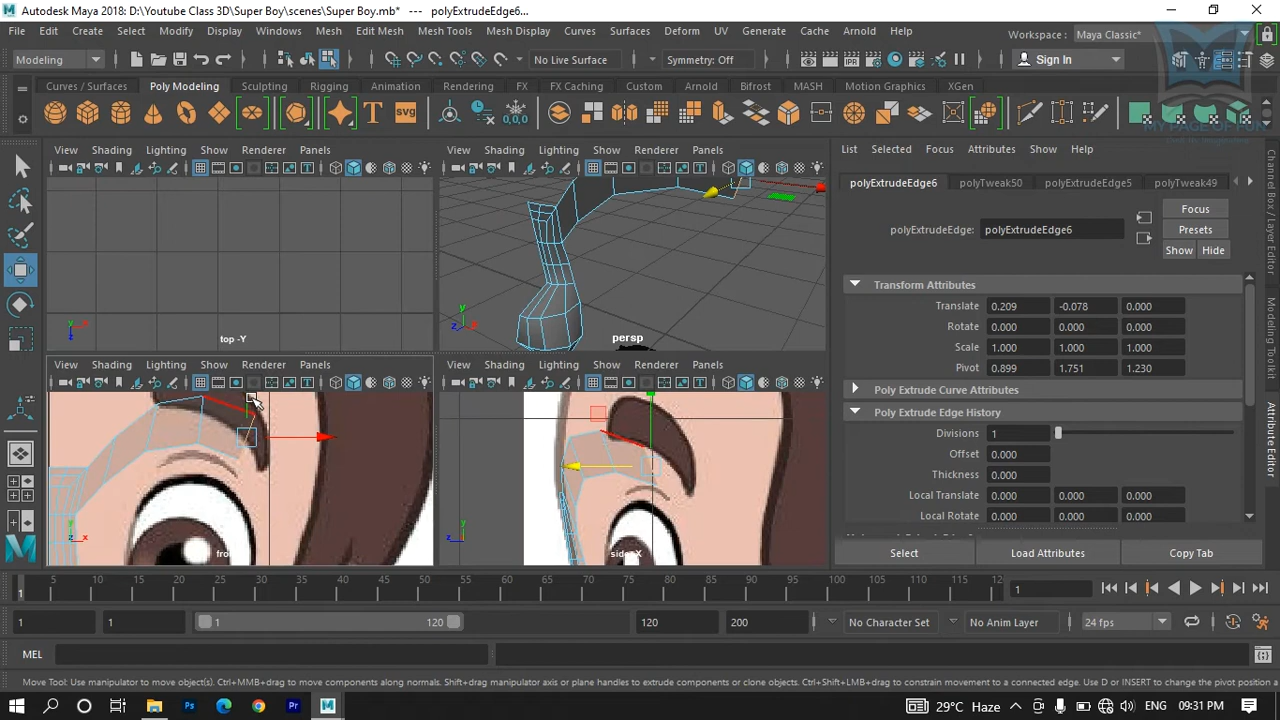 Autodesk Maya 2018: D:\Youtube Class 3D\Super Boy\scenes\Super Boy.mb* --- polyExtrudeEdge6...
File Edit Create Select Modify Display Windows Mesh Edit Mesh Mesh Tools Mesh Display Curves Surfaces Deform UV Generate Cache Arnold Help
Workspace : Maya Classic*
Modeling No Live Surface Symmetry: Off Sign In
Curves / Surfaces Poly Modeling Sculpting Rigging Animation Rendering FX FX Caching Custom Arnold Bifrost MASH Motion Graphics XGen
T SVG 0,0,0
MY PAGE OF FUN
View Shading Lighting Show Renderer Panels
View Shading Lighting Show Renderer Panels
List Selected Focus Attributes Show Help
polyExtrudeEdge6 polyTweak50 polyExtrudeEdge5 polyTweak49
polyExtrudeEdge: polyExtrudeEdge6
Focus
Presets
Show Hide
Transform Attributes
Translate 0.209 -0.078 0.000
Rotate 0.000 0.000 0.000
Scale 1.000 1.000 1.000
Pivot 0.899 1.751 1.230
Poly Extrude Curve Attributes
Poly Extrude Edge History
Divisions 1
Offset 0.000
Thickness 0.000
Local Translate 0.000 0.000 0.000
Local Rotate 0.000 0.000 0.000
Select Load Attributes Copy Tab
Channel Box / Layer Editor
Modeling Toolkit
Attribute Editor
top -Y
persp
View Shading Lighting Show Renderer Panels
View Shading Lighting Show Renderer Panels
side X
5 10 15 20 25 30 35 40 45 50 55 60 65 70 75 80 85 90 95 100 105 110 115 12
1 1
1 1 1 120 120 200 No Character Set No Anim Layer 24 fps
MEL
Move Tool: Use manipulator to move object(s). Ctrl+MMB+drag to move components along normals. Shift+drag manipulator axis or plane handles to extrude components or clone objects. Ctrl+Shift+LMB+drag to constrain movement to a connected edge. Use D or INSERT to change the pivot position a
29°C Haze ENG 09:31 PM